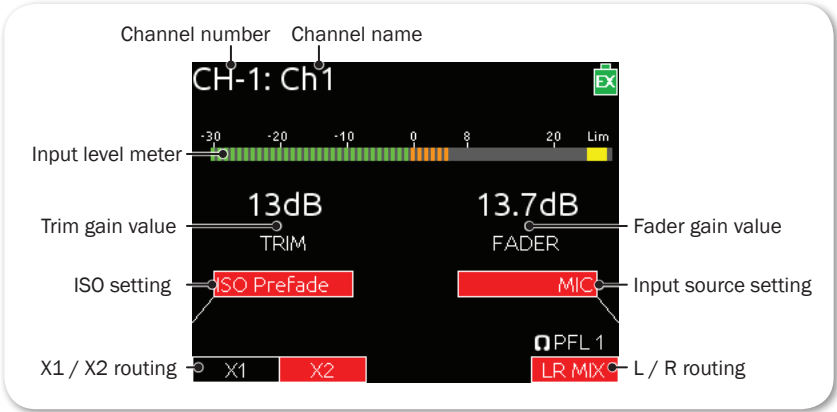 Channel number Channel name
CH-1: Ch1
EX
-30 -20 -10 0 8 20 Lim
Input level meter
13dB 13.7dB
Trim gain value Fader gain value
TRIM FADER
ISO setting ISO Prefade MIC Input source setting
PFL 1
X1 / X2 routing X1 X2 LR MIX L / R routing